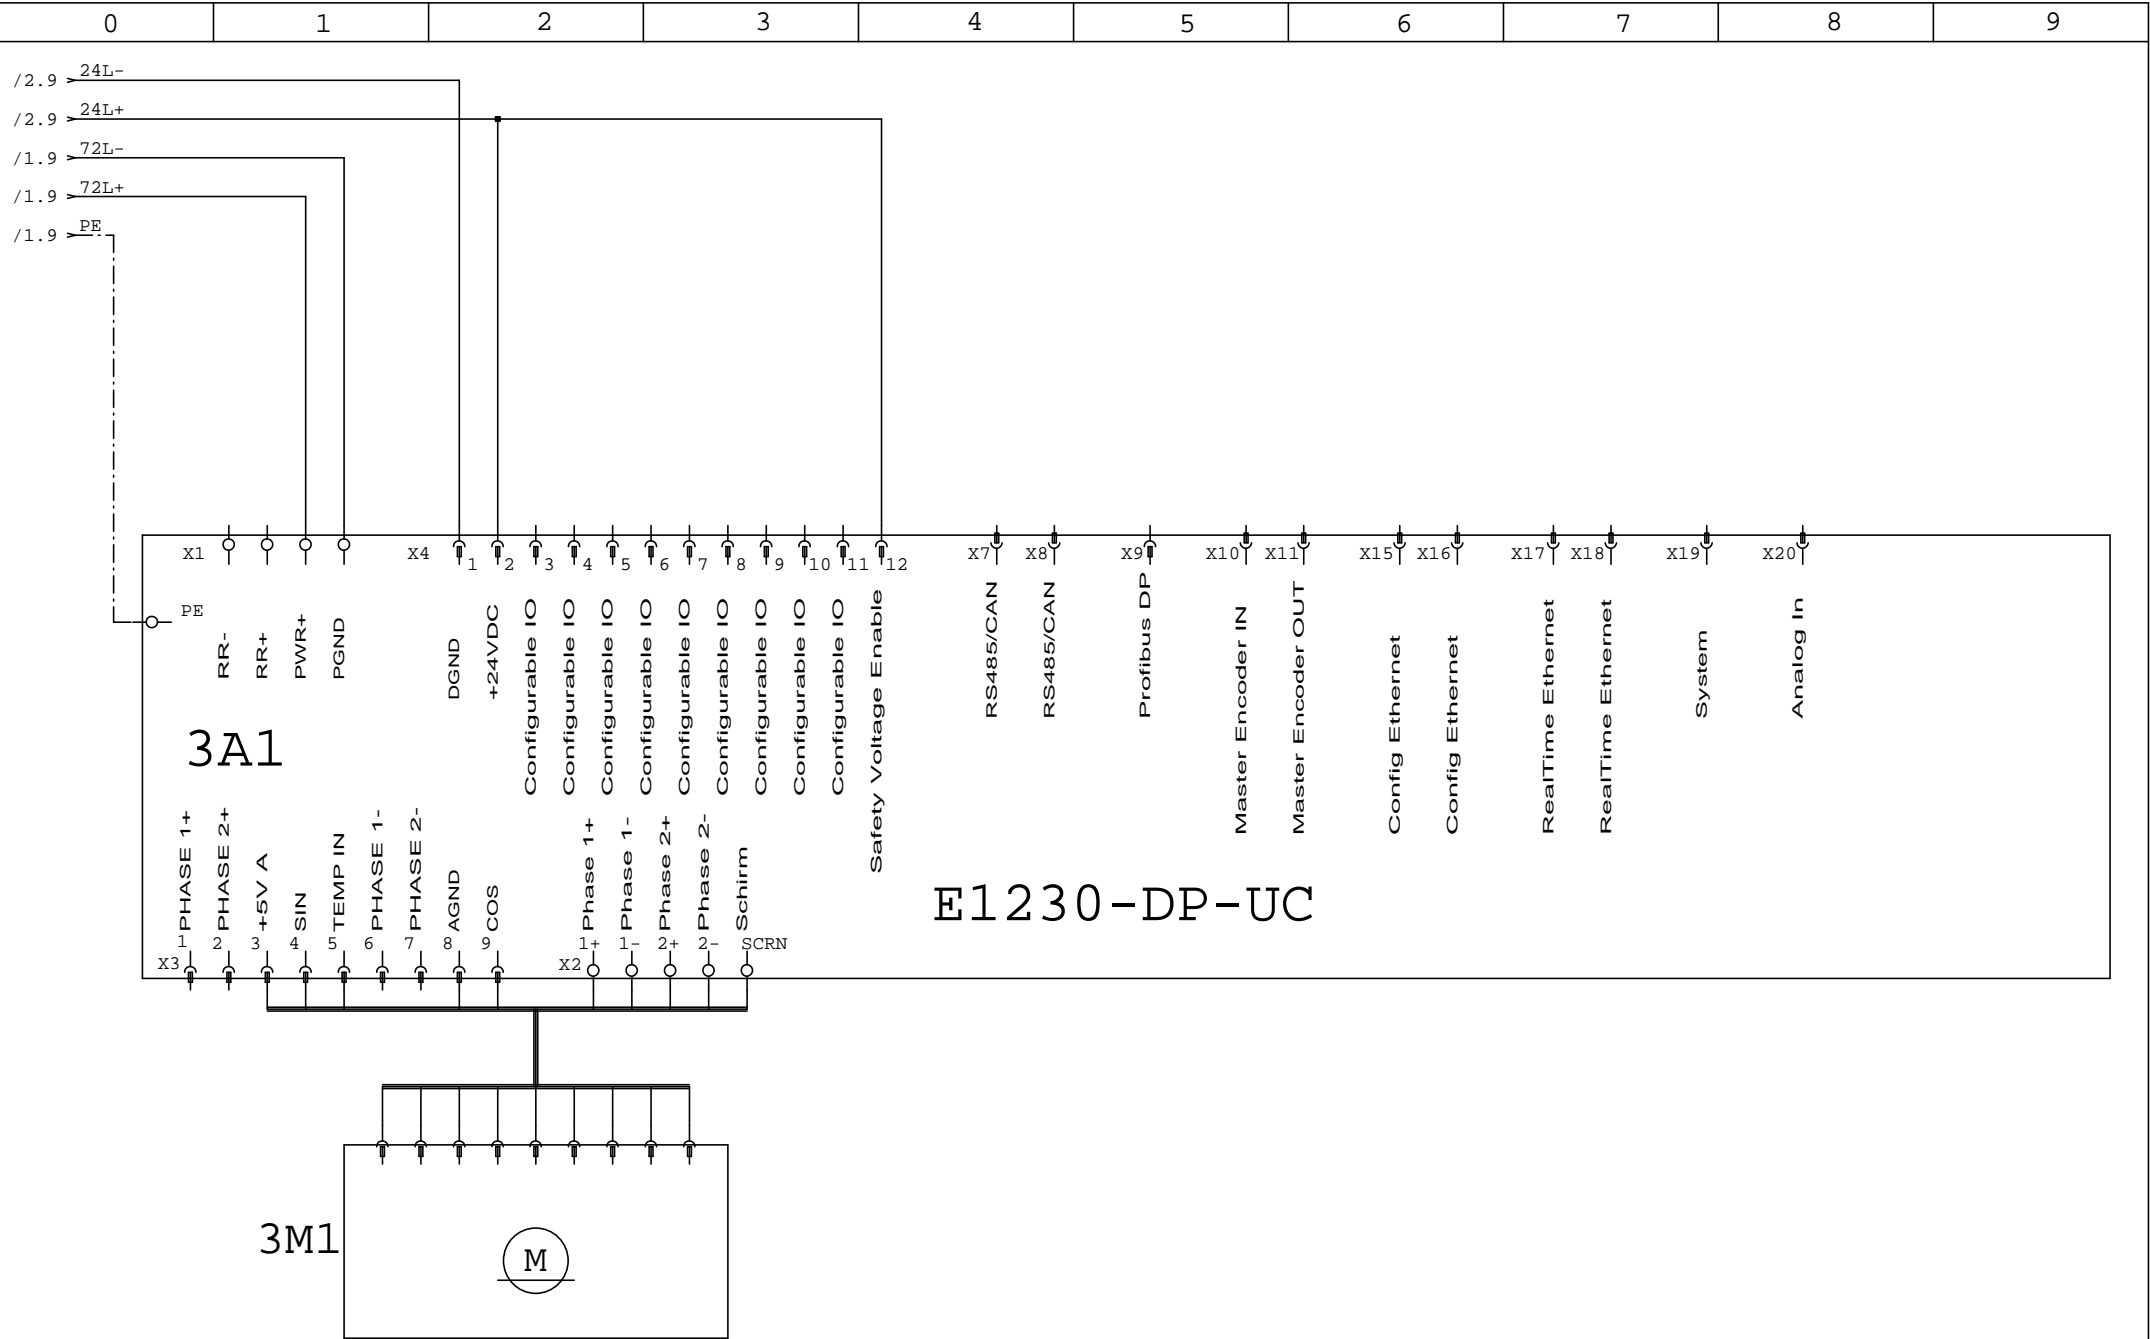 0 1 2 3 4 5 6 7 8 9
/2.9 24L-
/2.9 24L+
/1.9 72L-
/1.9 72L+
/1.9 PE
X1 X4 1 2 3 4 5 6 7 8 9 10 11 12 X7 X8 X9 X10 X11 X15 X16 X17 X18 X19 X20
PE
RR-
RR+
PWR+
PGND
DGND
+24VDC
Configurable IO
Configurable IO
Configurable IO
Configurable IO
Configurable IO
Configurable IO
Configurable IO
Configurable IO
Configurable IO
Safety Voltage Enable
RS485/CAN
RS485/CAN
Profibus DP
Master Encoder IN
Master Encoder OUT
Config Ethernet
Config Ethernet
RealTime Ethernet
RealTime Ethernet
System
Analog In
3A1
E1230-DP-UC
PHASE 1+
PHASE 2+
+5V A
SIN
TEMP IN
PHASE 1-
PHASE 2-
AGND
COS
Phase 1+
Phase 1-
Phase 2+
Phase 2-
Schirm
1 2 3 4 5 6 7 8 9 1+ 1- 2+ 2- SCRN
X3 X2
3M1
M